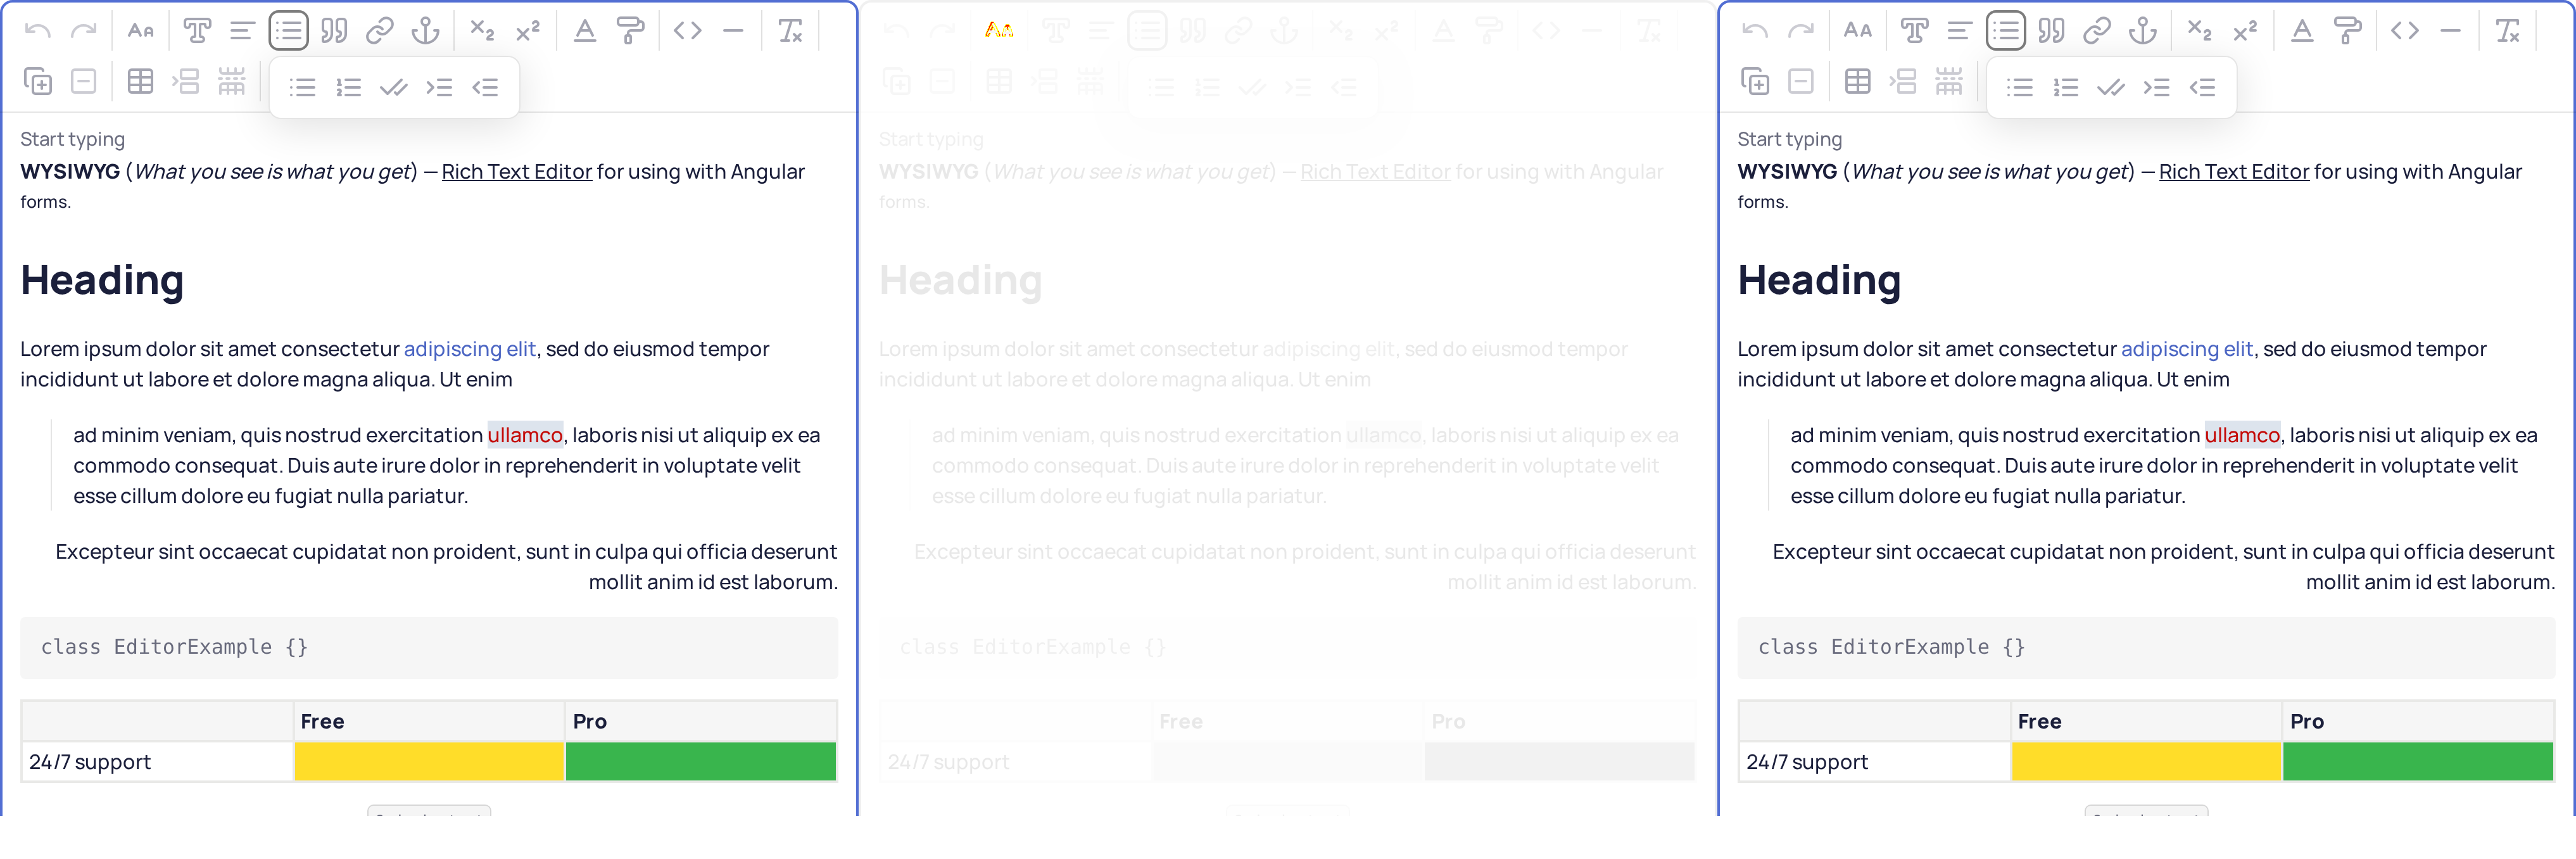 Start typing
WYSIWYG (What you see is what you get) — Rich Text Editor for using with Angular
forms.
Heading
Lorem ipsum dolor sit amet consectetur adipiscing elit, sed do eiusmod tempor
incididunt ut labore et dolore magna aliqua. Ut enim
ad minim veniam, quis nostrud exercitation ullamco, laboris nisi ut aliquip ex ea
commodo consequat. Duis aute irure dolor in reprehenderit in voluptate velit
esse cillum dolore eu fugiat nulla pariatur.
Excepteur sint occaecat cupidatat non proident, sunt in culpa qui officia deserunt
mollit anim id est laborum.
class EditorExample {}
Free Pro
24/7 support
Start typing
WYSIWYG (What you see is what you get) — Rich Text Editor for using with Angular
forms.
Heading
Lorem ipsum dolor sit amet consectetur adipiscing elit, sed do eiusmod tempor
incididunt ut labore et dolore magna aliqua. Ut enim
ad minim veniam, quis nostrud exercitation ullamco, laboris nisi ut aliquip ex ea
commodo consequat. Duis aute irure dolor in reprehenderit in voluptate velit
esse cillum dolore eu fugiat nulla pariatur.
Excepteur sint occaecat cupidatat non proident, sunt in culpa qui officia deserunt
mollit anim id est laborum.
class EditorExample {}
Free Pro
24/7 support
Start typing
WYSIWYG (What you see is what you get) — Rich Text Editor for using with Angular
forms.
Heading
Lorem ipsum dolor sit amet consectetur adipiscing elit, sed do eiusmod tempor
incididunt ut labore et dolore magna aliqua. Ut enim
ad minim veniam, quis nostrud exercitation ullamco, laboris nisi ut aliquip ex ea
commodo consequat. Duis aute irure dolor in reprehenderit in voluptate velit
esse cillum dolore eu fugiat nulla pariatur.
Excepteur sint occaecat cupidatat non proident, sunt in culpa qui officia deserunt
mollit anim id est laborum.
class EditorExample {}
Free Pro
24/7 support